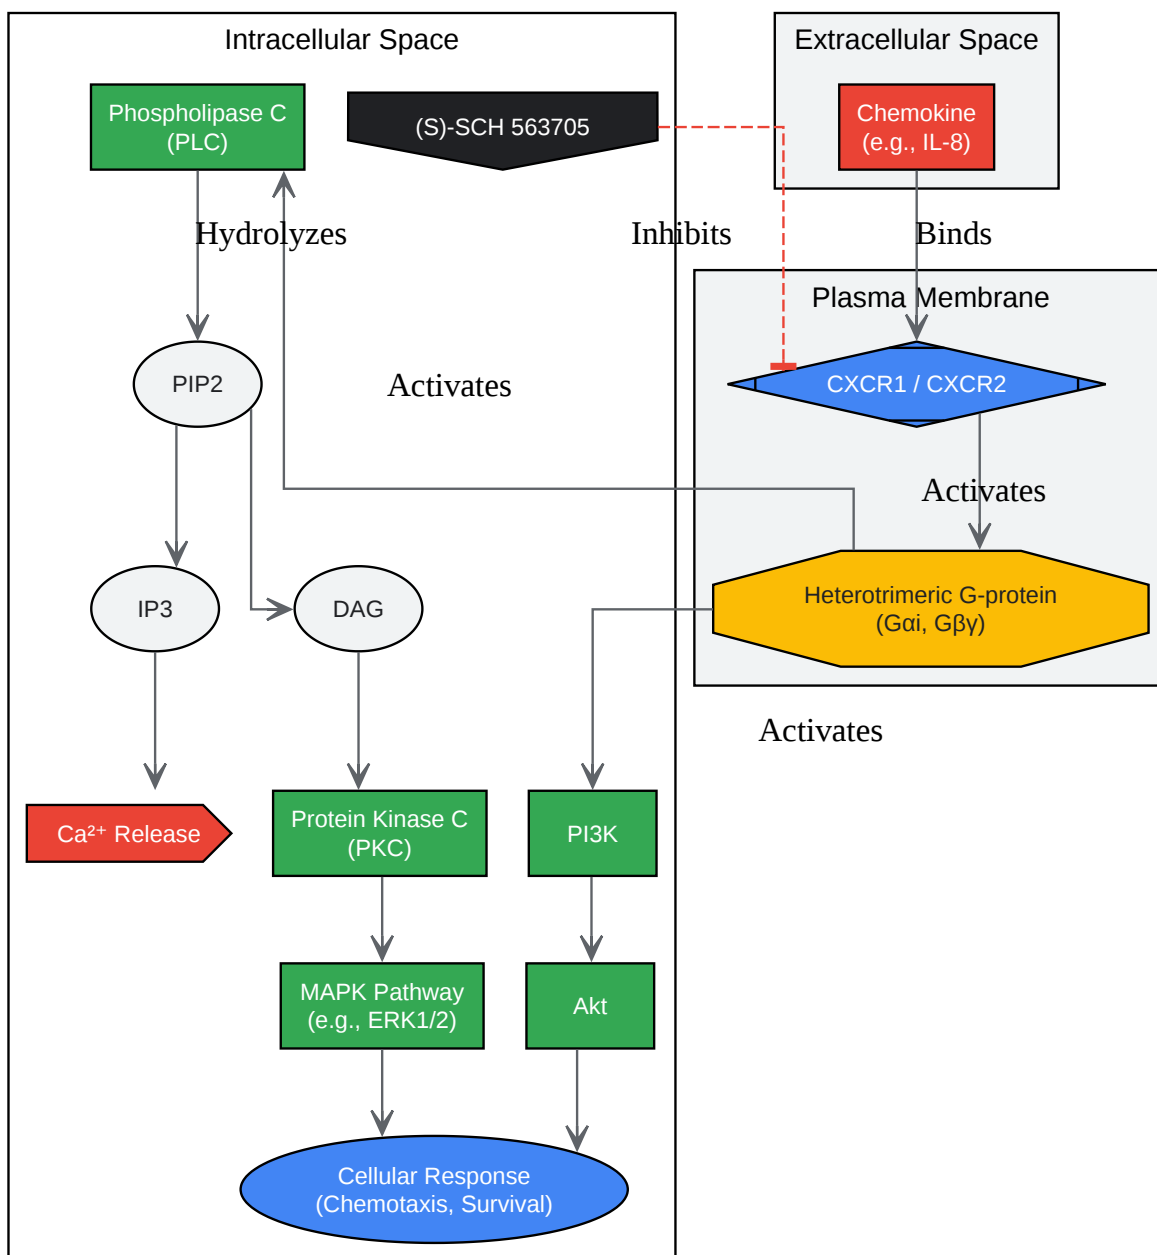 Intracellular Space
Extracellular Space
Phospholipase C
(PLC)
(S)-SCH 563705
Chemokine
(e.g., IL-8)
Hydrolyzes
Inhibits
Binds
Plasma Membrane
PIP2
Activates
CXCR1 / CXCR2
Activates
IP3
DAG
Heterotrimeric G-protein
(Gαi, Gβγ)
Activates
Ca²⁺ Release
Protein Kinase C
(PKC)
PI3K
MAPK Pathway
(e.g., ERK1/2)
Akt
Cellular Response
(Chemotaxis, Survival)